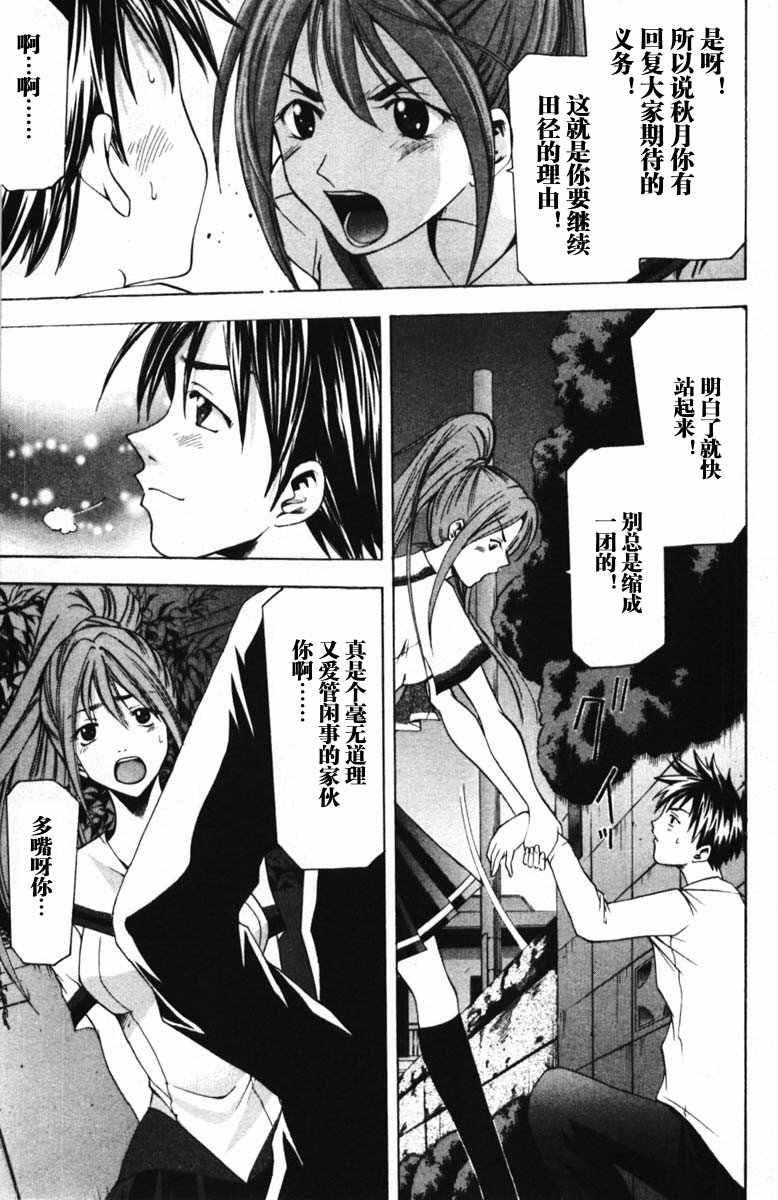 是呀！
所以说秋月你有
回复大家期待的
义务！
这就是你要继续
田径的理由！
啊…啊……
明白了就快
站起来！
别总是缩成
一团的！
真是个毫无道理
又爱管闲事的家伙
你啊……
多嘴呀你…